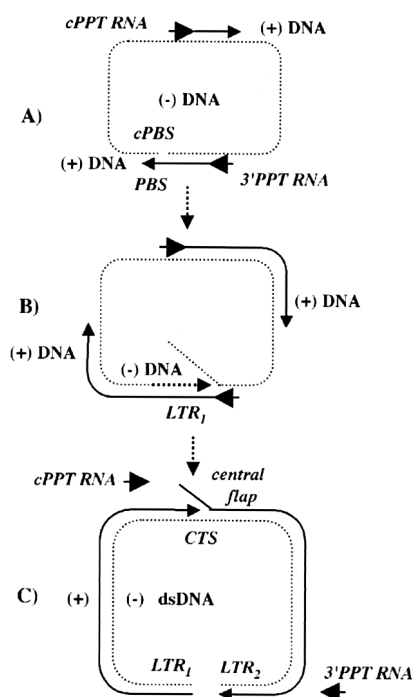 cPPT RNA
(+) DNA
(-) DNA
A)
cPBS
(+) DNA
PBS
3'PPT RNA
B)
(+) DNA
(+) DNA
(-) DNA
LTR1
cPPT RNA
central
flap
CTS
C)
(+)
(-) dsDNA
LTR1
LTR2
3'PPT RNA